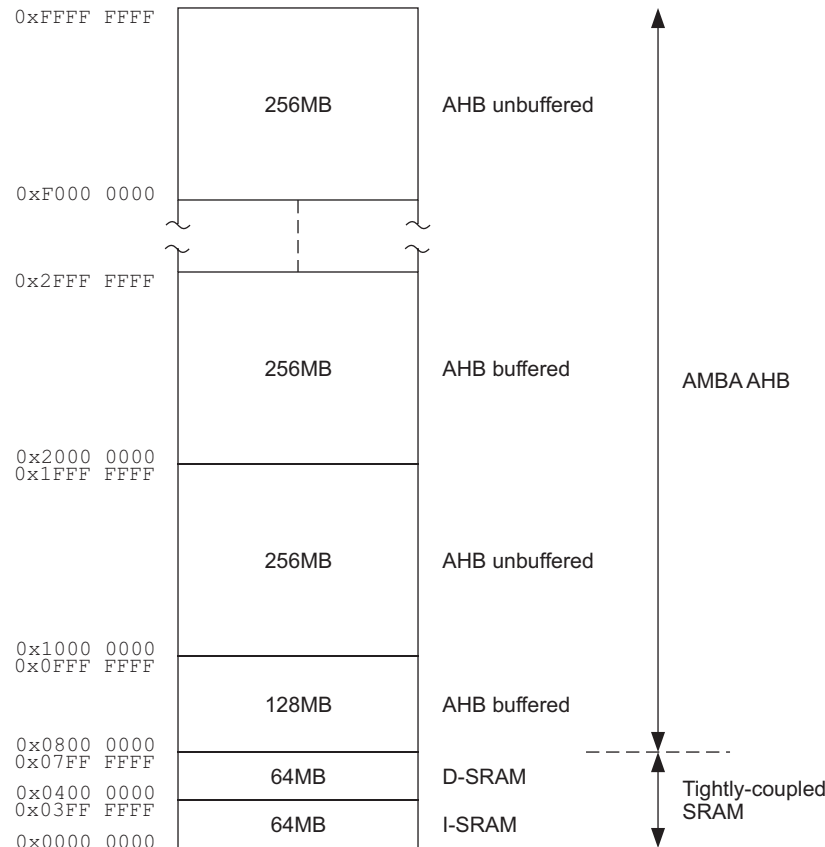 0xFFFF FFFF
256MB AHB unbuffered
0xF000 0000
0x2FFF FFFF
256MB AHB buffered AMBA AHB
0x2000 0000
0x1FFF FFFF
256MB AHB unbuffered
0x1000 0000
0x0FFF FFFF
128MB AHB buffered
0x0800 0000
0x07FF FFFF
64MB D-SRAM
0x0400 0000
0x03FF FFFF
Tightly-coupled
SRAM
64MB I-SRAM
0x0000 0000